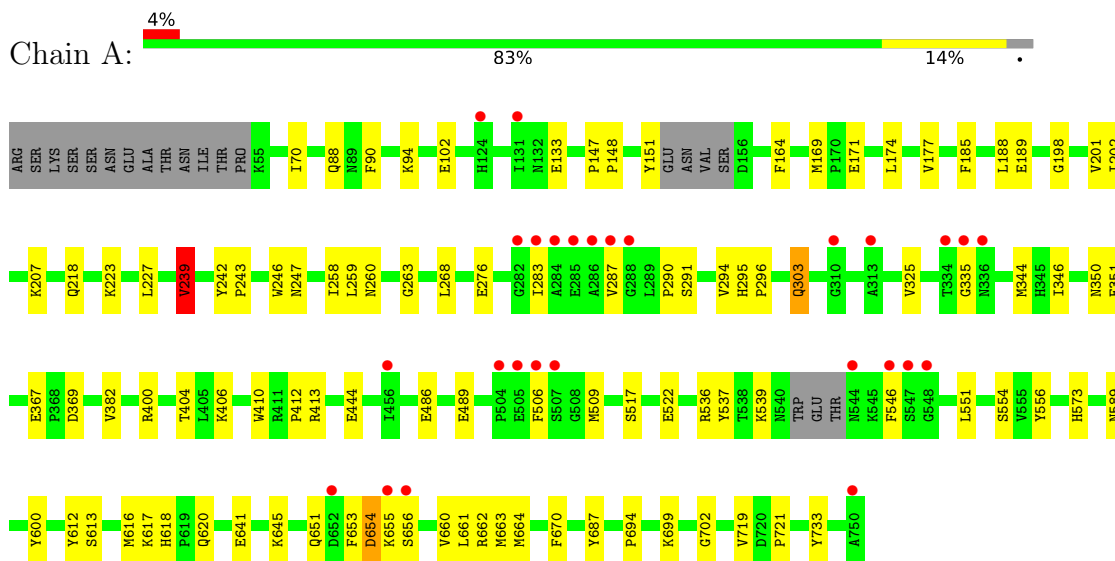 4%
Chain A:
83% 14% •
ARG SER LYS SER SER ASN GLU ALA THR ASN ILE THR PRO K55 I70 Q88 N89 F90 K94 E102 H124 I131 N132 E133 P147 P148 Y151 GLU ASN VAL SER D156 F164 M169 P170 E171 L174 V177 F185 L188 E189 G198 V201
K207 Q218 K223 L227 V239 Y242 P243 W246 N247 I258 L259 N260 G263 L268 E276 G282 I283 A284 E285 A286 V287 G288 L289 P290 S291 V294 H295 P296 Q303 G310 A313 V325 T334 G335 N336 M344 H345 I346 N350
E367 P368 D369 V382 R400 T404 L405 K406 W410 R411 P412 R413 E444 I456 E486 E489 P504 E505 F506 S507 G508 M509 S517 E522 R536 Y537 T538 K539 N540 TRP GLU THR N544 K545 F546 S547 G548 L551 S554 V555 Y556 H573
Y600 Y612 S613 M616 K617 H618 P619 Q620 E641 K645 Q651 D652 F653 D654 K655 S656 V660 L661 R662 M663 M664 F670 Y687 P694 K699 G702 V719 D720 P721 Y733 A750